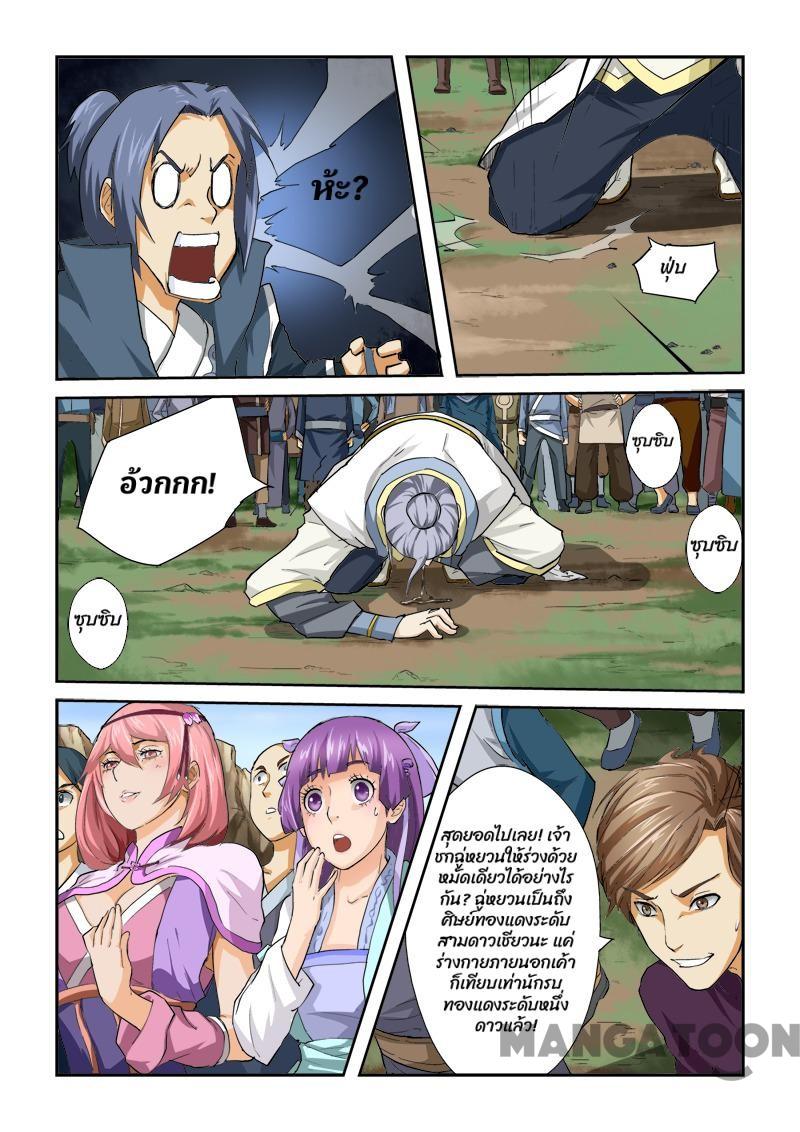 ห้ะ?
ฟุ่บ
อ้วกกก!
ซุบซิบ
ซุบซิบ
ซุบซิบ
สุดยอดไปเลย! เจ้า
ชกฉู่หยวนให้ร่วงด้วย
หมัดเดียวได้อย่างไร
กัน? ฉู่หยวนเป็นถึง
ศิษย์ทองแดงระดับ
สามดาวเชียวนะ แค่
ร่างกายภายนอกเค้า
ก็เทียบเท่านักรบ
ทองแดงระดับหนึ่ง
ดาวแล้ว!
MANGATOON